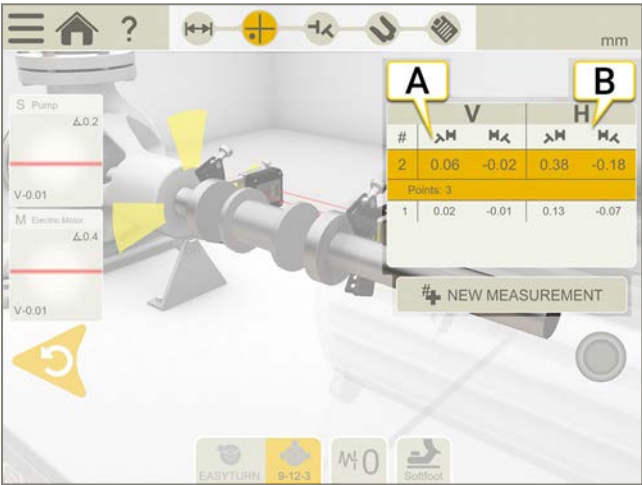 ?
mm
A
B
S Pump
∡0.2
V-0.01
M Electric Motor
∡0.4
V-0.01
V H
#
2 0.06 -0.02 0.38 -0.18
Points: 3
1 0.02 -0.01 0.13 -0.07
# NEW MEASUREMENT
EASYTURN
9-12-3
0
Softfoot